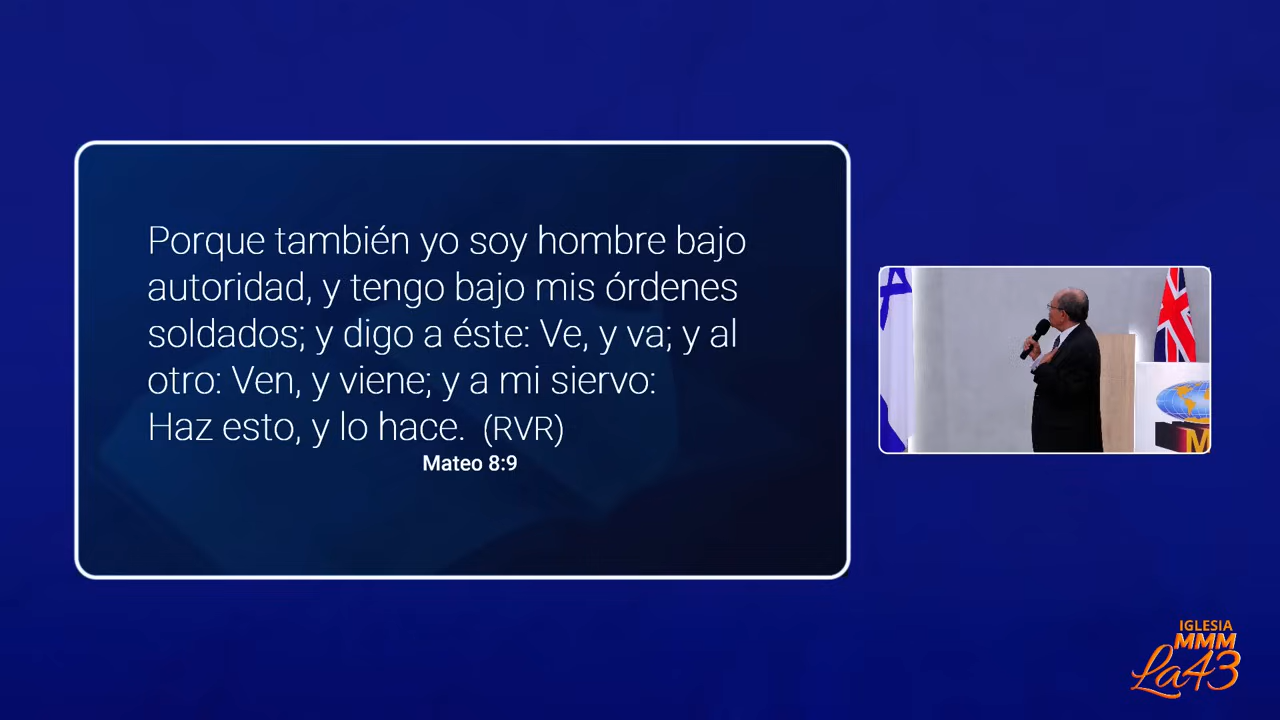 Porque también yo soy hombre bajo
autoridad, y tengo bajo mis órdenes
soldados; y digo a éste: Ve, y va; y al
otro: Ven, y viene; y a mi siervo:
Haz esto, y lo hace. (RVR)
Mateo 8:9
M
IGLESIA
MMM
La43